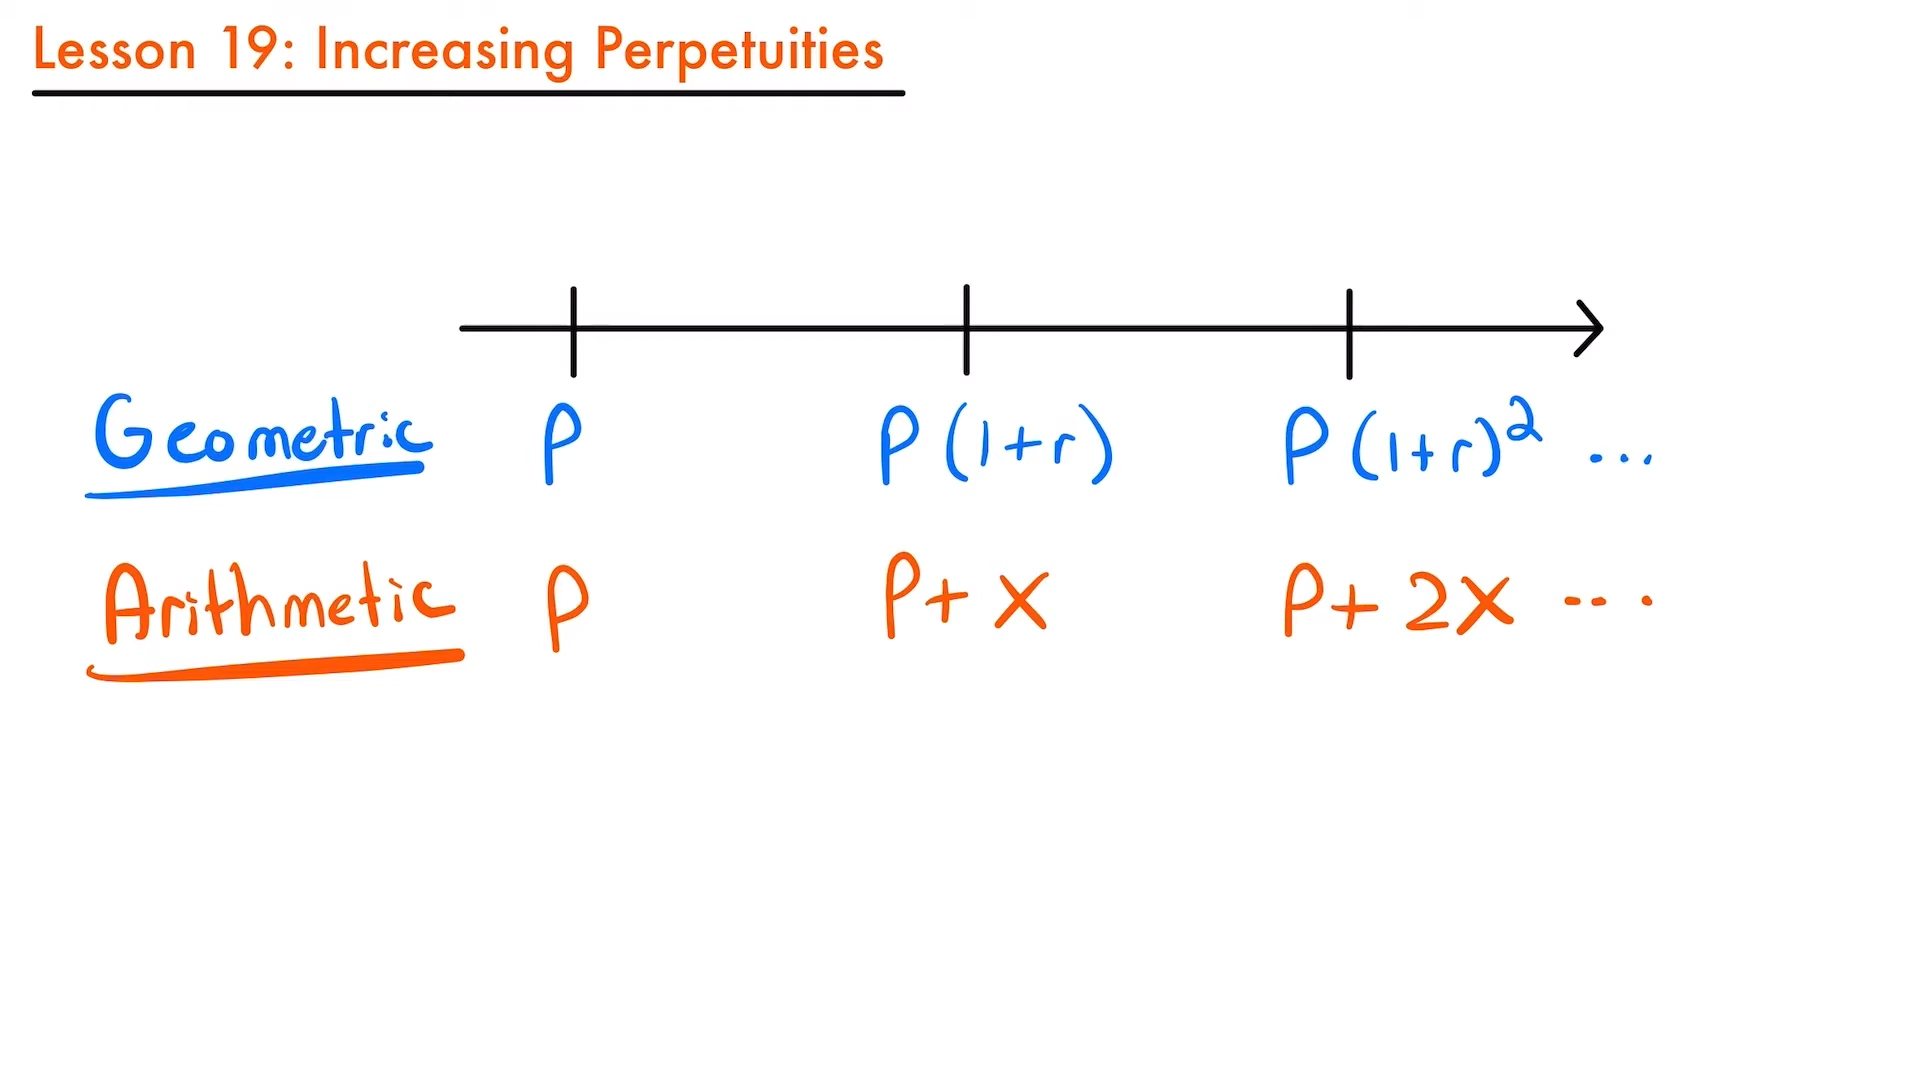 Lesson 19: Increasing Perpetuities
Geometric P P(1+r) P(1+r)² ...
Arithmetic P P+X P+2X ...